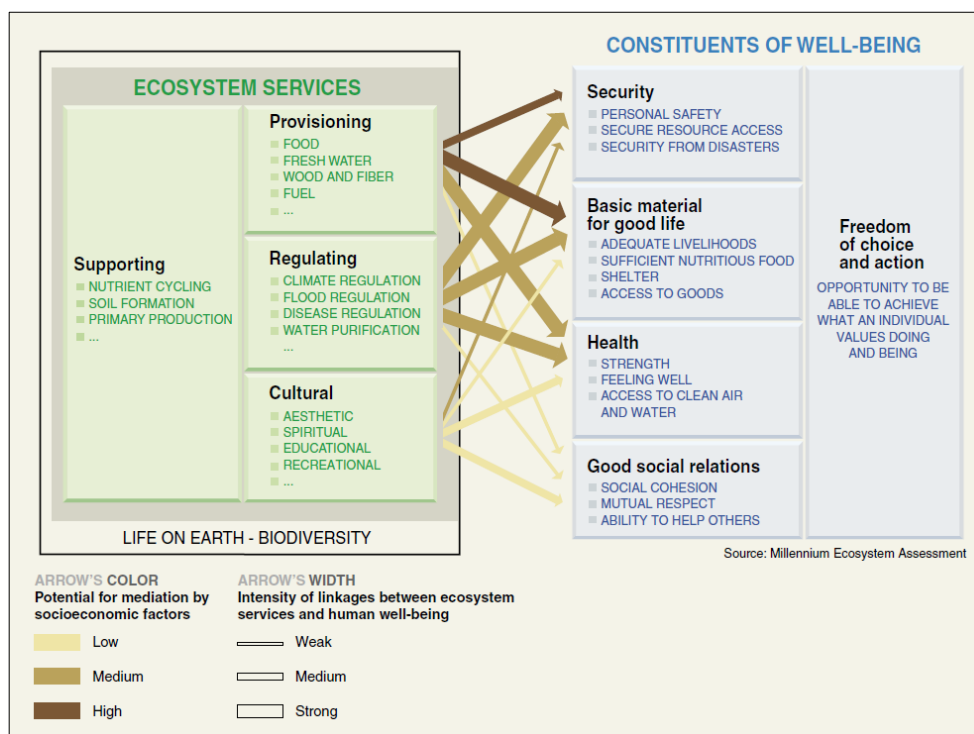 CONSTITUENTS OF WELL-BEING
ECOSYSTEM SERVICES
Supporting
NUTRIENT CYCLING
SOIL FORMATION
PRIMARY PRODUCTION
...
Provisioning
FOOD
FRESH WATER
WOOD AND FIBER
FUEL
...
Regulating
CLIMATE REGULATION
FLOOD REGULATION
DISEASE REGULATION
WATER PURIFICATION
...
Cultural
AESTHETIC
SPIRITUAL
EDUCATIONAL
RECREATIONAL
...
LIFE ON EARTH - BIODIVERSITY
Security
PERSONAL SAFETY
SECURE RESOURCE ACCESS
SECURITY FROM DISASTERS
Basic material
for good life
ADEQUATE LIVELIHOODS
SUFFICIENT NUTRITIOUS FOOD
SHELTER
ACCESS TO GOODS
Health
STRENGTH
FEELING WELL
ACCESS TO CLEAN AIR
AND WATER
Good social relations
SOCIAL COHESION
MUTUAL RESPECT
ABILITY TO HELP OTHERS
Freedom
of choice
and action
OPPORTUNITY TO BE
ABLE TO ACHIEVE
WHAT AN INDIVIDUAL
VALUES DOING
AND BEING
Source: Millennium Ecosystem Assessment
ARROW'S COLOR
Potential for mediation by
socioeconomic factors
Low
Medium
High
ARROW'S WIDTH
Intensity of linkages between ecosystem
services and human well-being
Weak
Medium
Strong